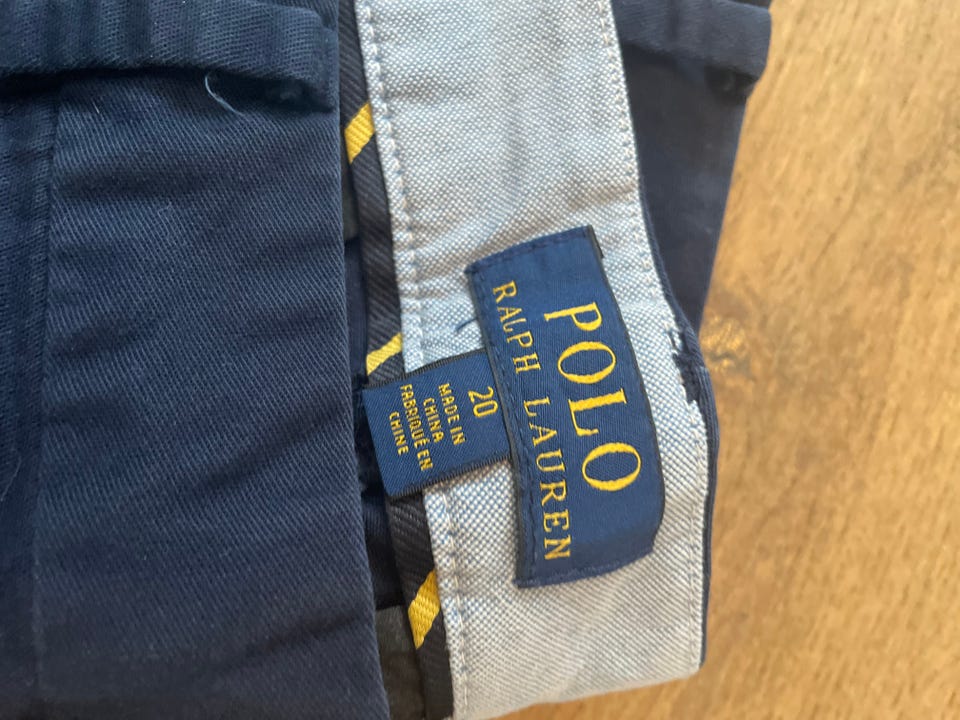 POLO
RALPH LAUREN
20
MADE IN
CHINA
FABRIQUÉ EN
CHINE